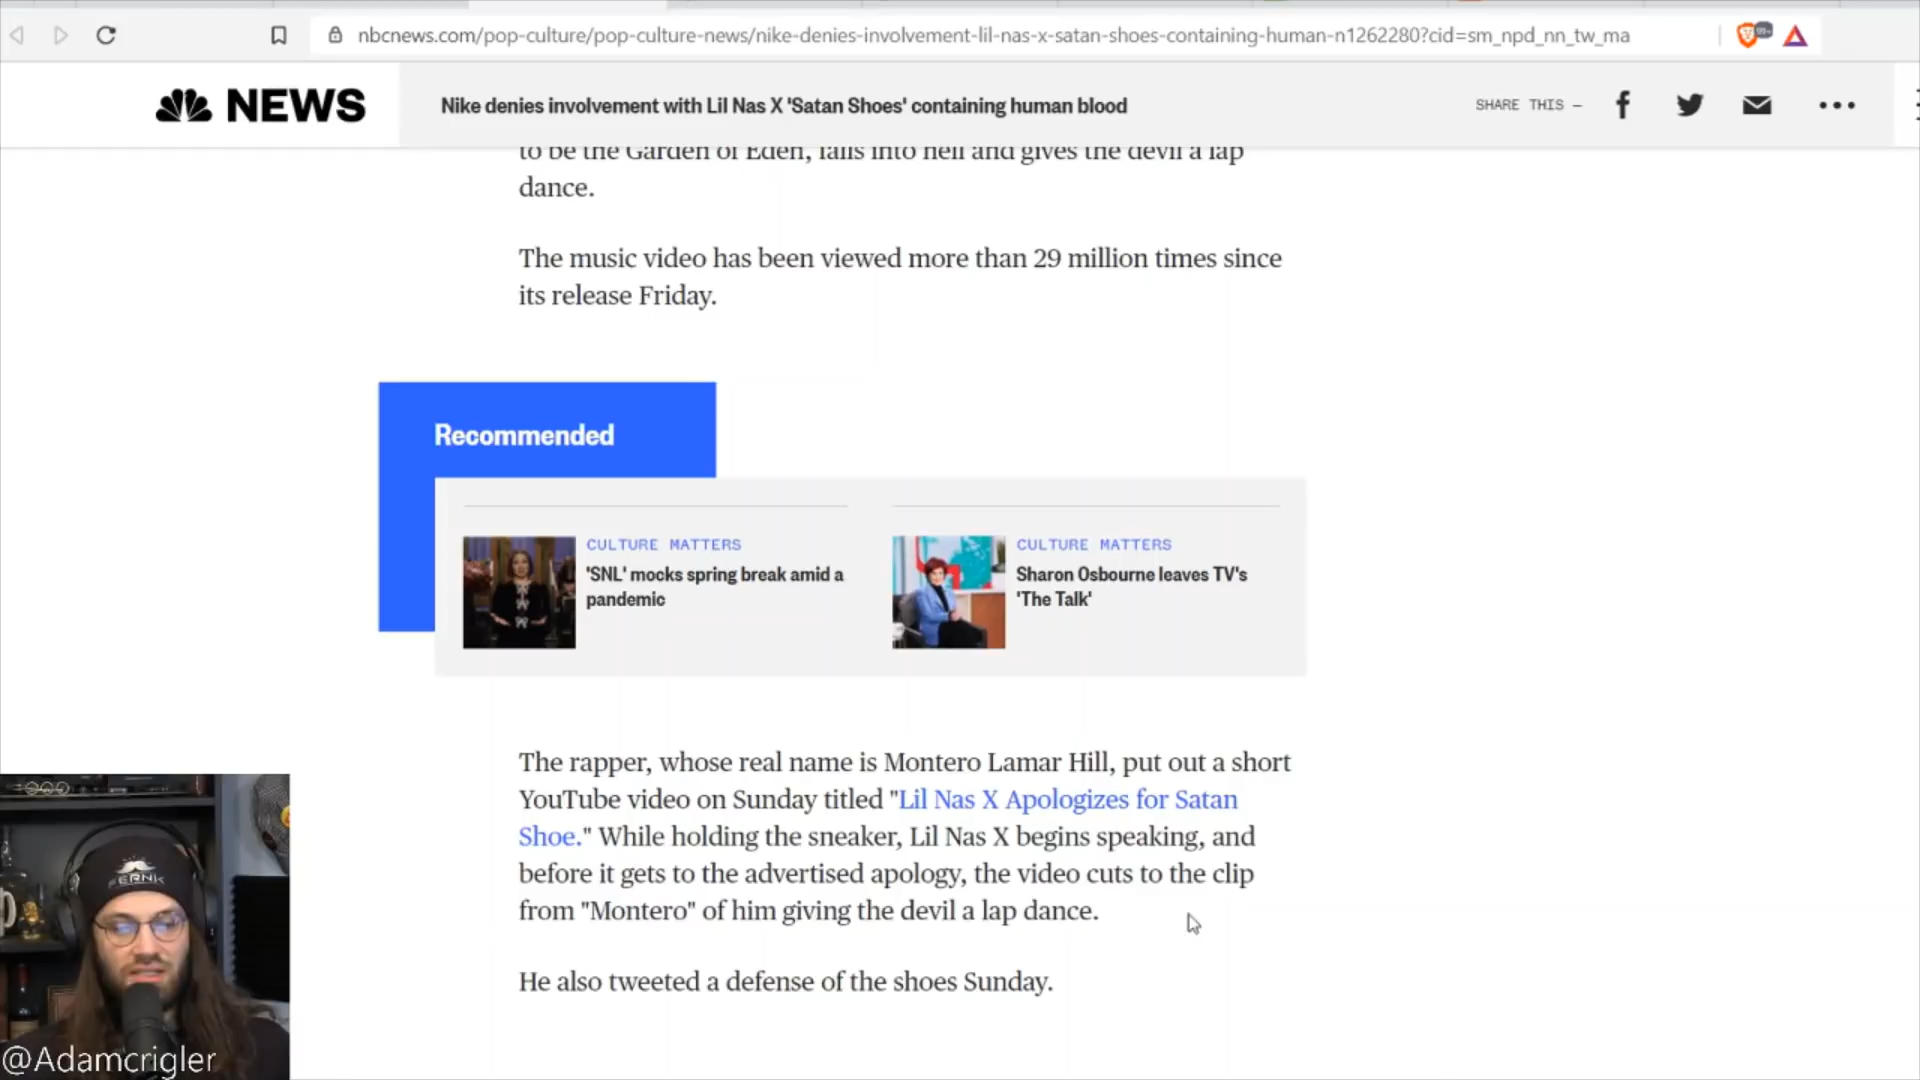 nbcnews.com/pop-culture/pop-culture-news/nike-denies-involvement-lil-nas-x-satan-shoes-containing-human-n1262280?cid=sm_npd_nn_tw_ma
99+
NEWS
Nike denies involvement with Lil Nas X 'Satan Shoes' containing human blood
SHARE THIS —
to be the Garden of Eden, falls into hell and gives the devil a lap
dance.
The music video has been viewed more than 29 million times since
its release Friday.
Recommended
CULTURE MATTERS
'SNL' mocks spring break amid a
pandemic
CULTURE MATTERS
Sharon Osbourne leaves TV's
'The Talk'
The rapper, whose real name is Montero Lamar Hill, put out a short
YouTube video on Sunday titled "Lil Nas X Apologizes for Satan
Shoe." While holding the sneaker, Lil Nas X begins speaking, and
before it gets to the advertised apology, the video cuts to the clip
from "Montero" of him giving the devil a lap dance.
He also tweeted a defense of the shoes Sunday.
@Adamcrigler